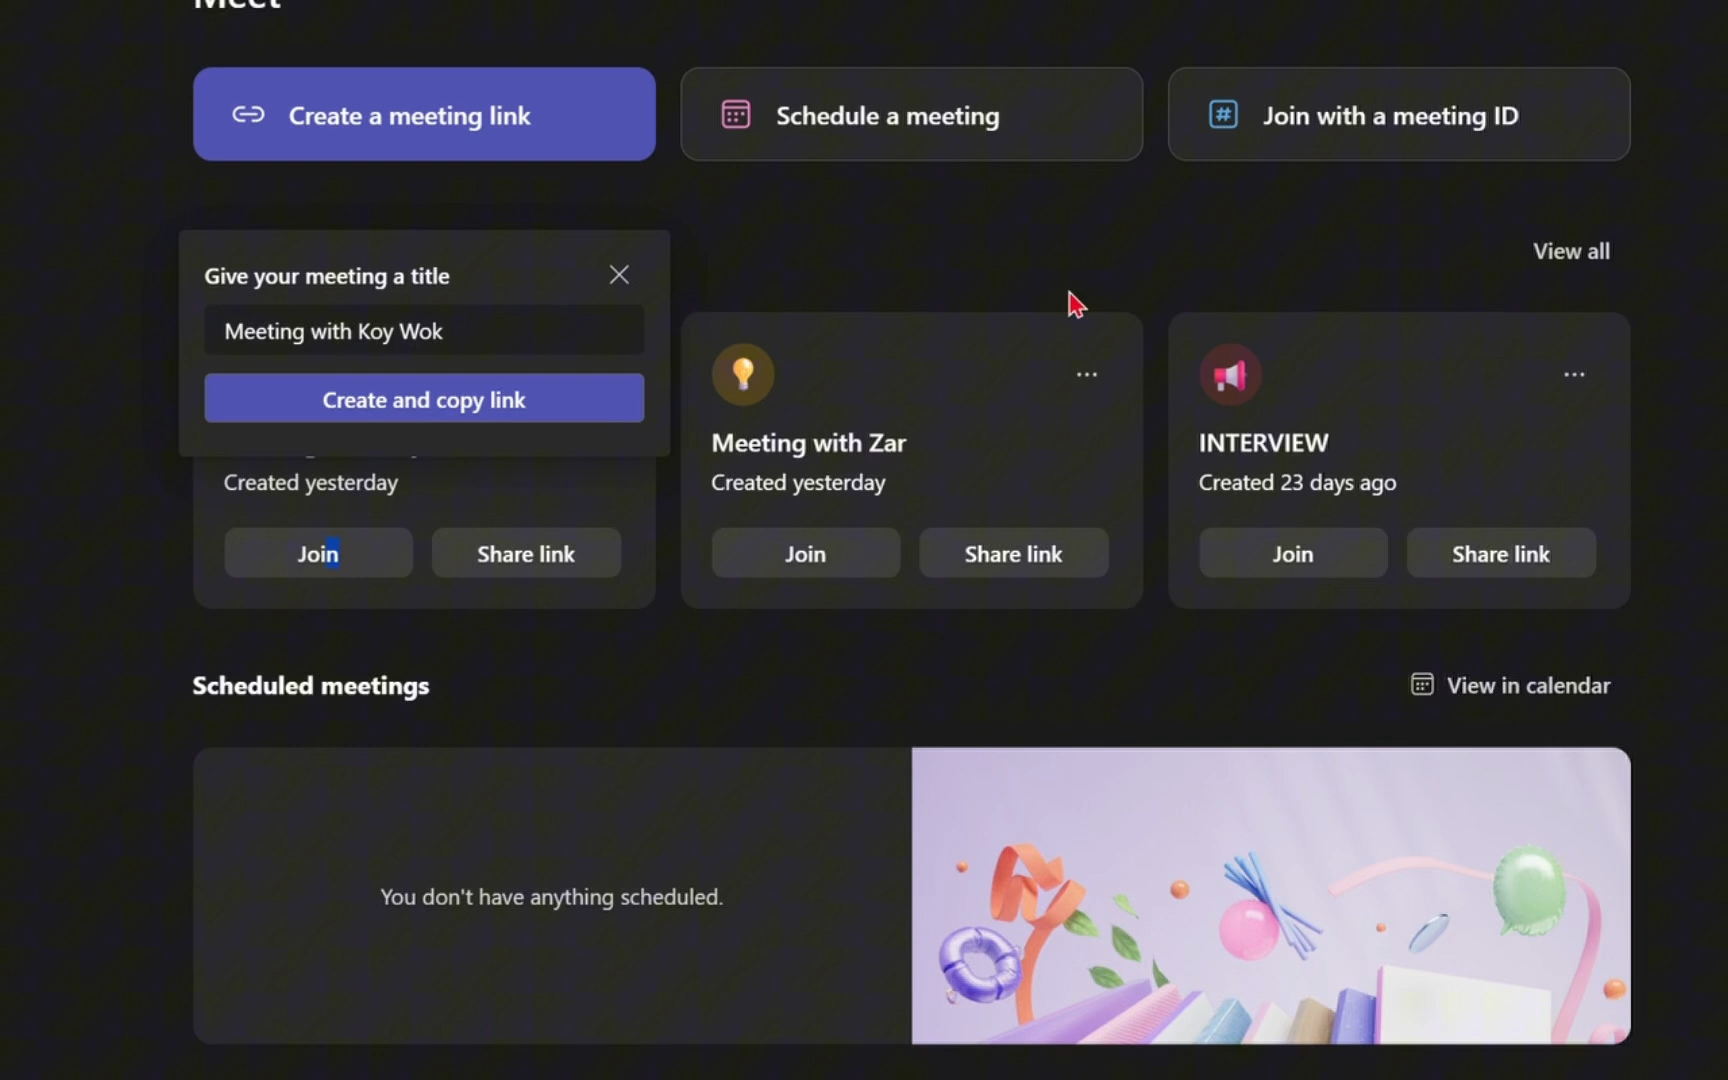 Meet
Create a meeting link
Schedule a meeting
Join with a meeting ID
View all
Give your meeting a title
Meeting with Koy Wok
Create and copy link
Created yesterday
Join
Share link
Meeting with Zar
Created yesterday
Join
Share link
INTERVIEW
Created 23 days ago
Join
Share link
Scheduled meetings
View in calendar
You don't have anything scheduled.